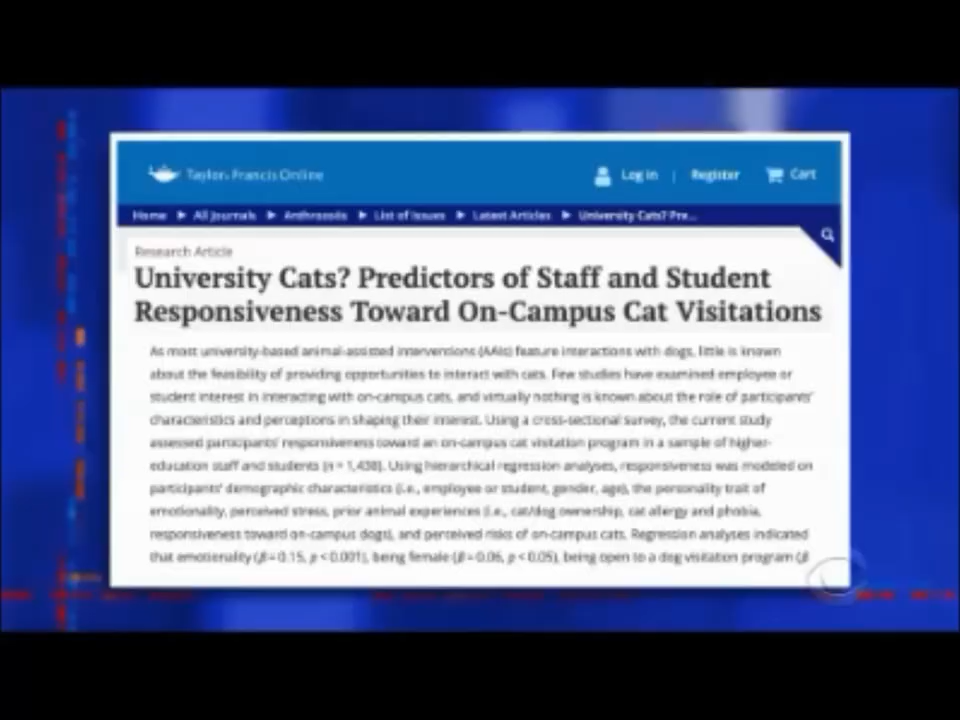 Taylor & Francis Online
Log in | Register Cart
Home ▶ All Journals ▶ Anthrozoös ▶ List of Issues ▶ Latest Articles ▶ University Cats? Pre...
Research Article
University Cats? Predictors of Staff and Student
Responsiveness Toward On-Campus Cat Visitations
As most university-based animal-assisted interventions (AAIs) feature interactions with dogs, little is known
about the feasibility of providing opportunities to interact with cats. Few studies have examined employee or
student interest in interacting with on-campus cats, and virtually nothing is known about the role of participants'
characteristics and perceptions in shaping their interest. Using a cross-sectional survey, the current study
assessed participants' responsiveness toward an on-campus cat visitation program in a sample of higher-
education staff and students (n = 1,438). Using hierarchical regression analyses, responsiveness was modeled on
participants' demographic characteristics (i.e., employee or student, gender, age), the personality trait of
emotionality, perceived stress, prior animal experiences (i.e., cat/dog ownership, cat allergy and phobia,
responsiveness toward on-campus dogs), and perceived risks of on-campus cats. Regression analyses indicated
that emotionality (β = 0.15, p < 0.001), being female (β = 0.06, p < 0.05), being open to a dog visitation program (β